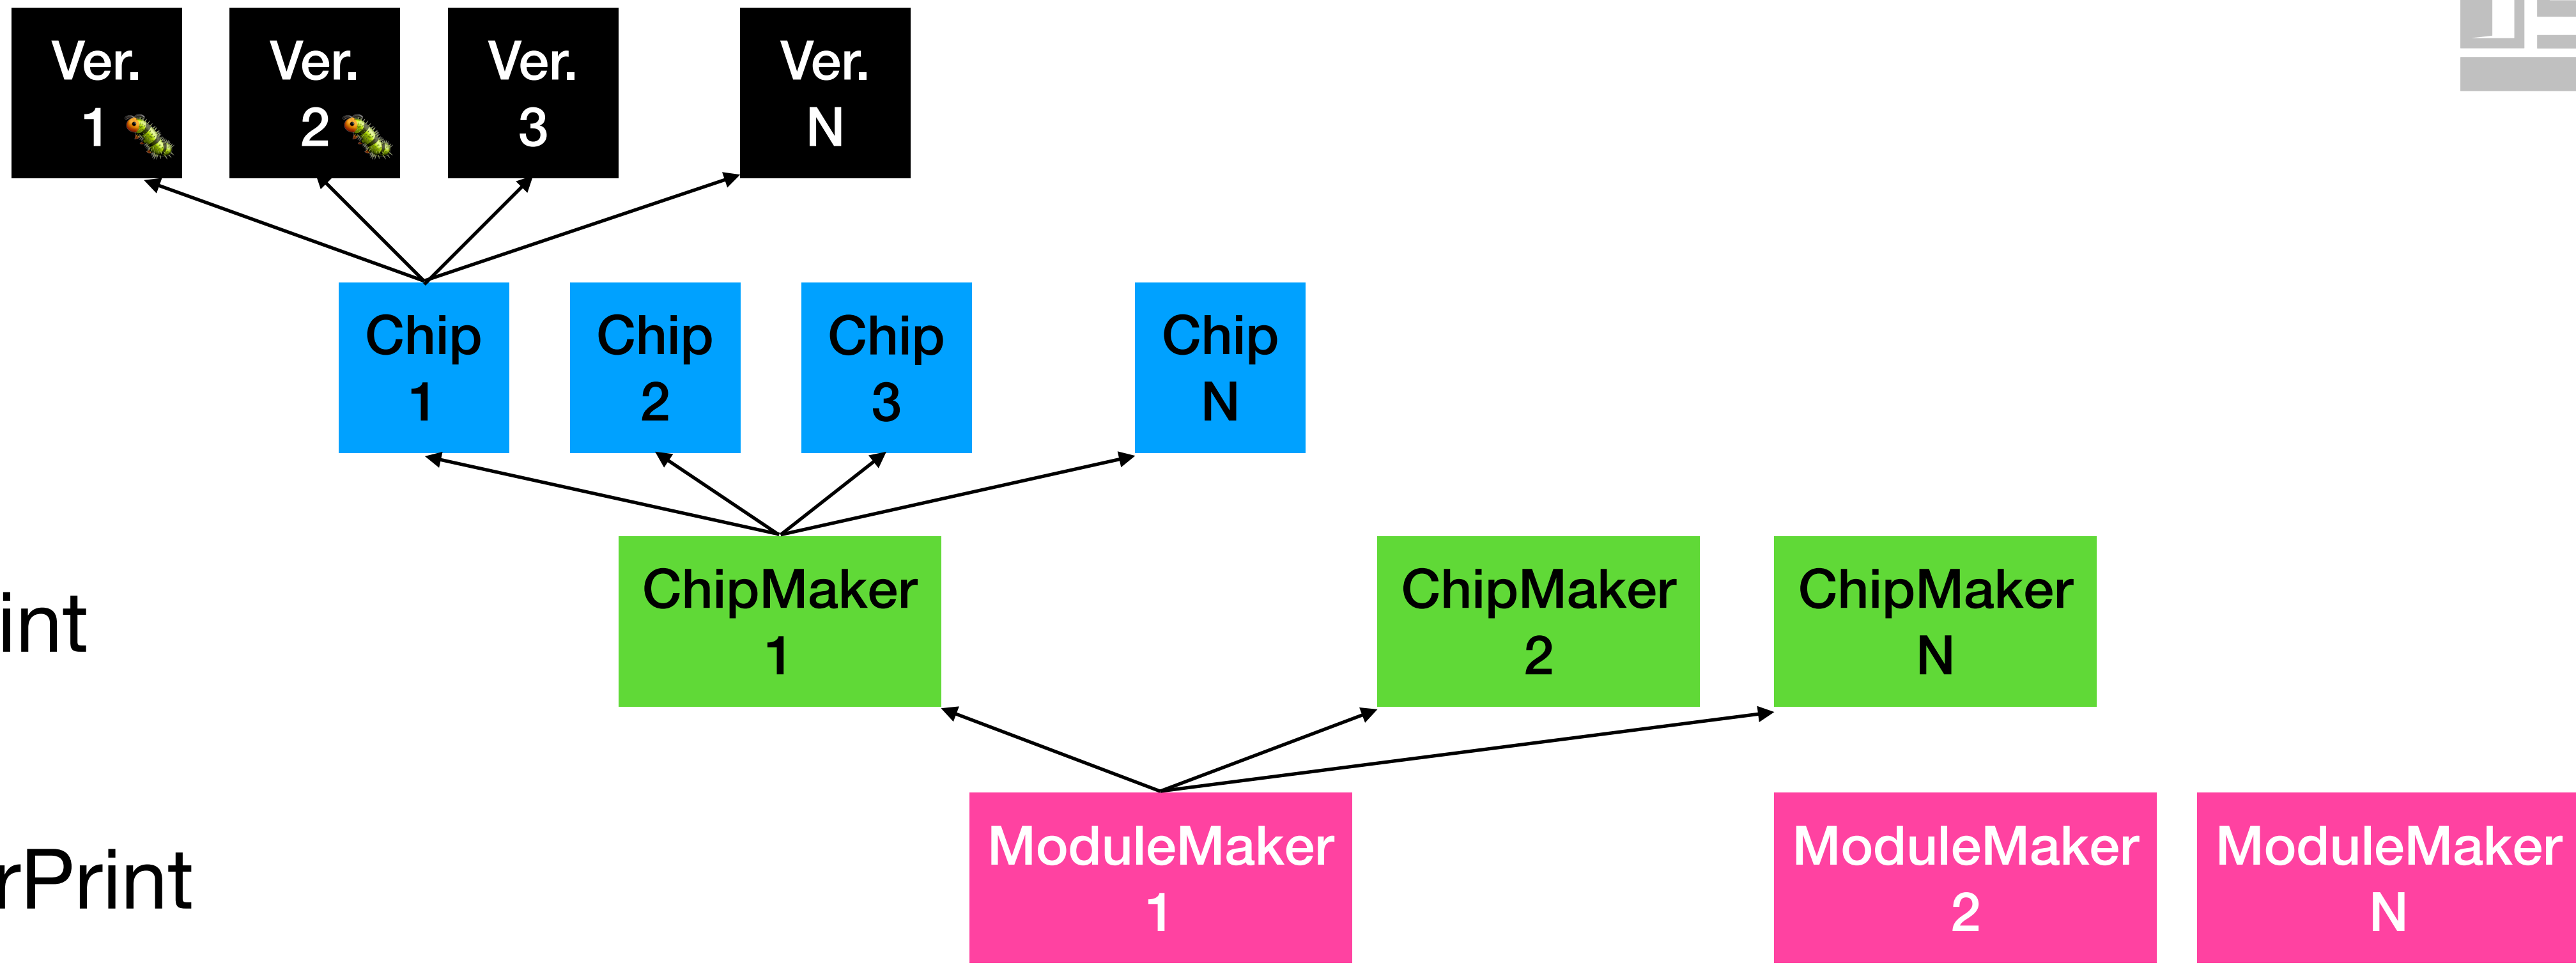 Ver.
1
Ver.
2
Ver.
3
Ver.
N
Chip
1
Chip
2
Chip
3
Chip
N
int
ChipMaker
1
ChipMaker
2
ChipMaker
N
rPrint
ModuleMaker
1
ModuleMaker
2
ModuleMaker
N